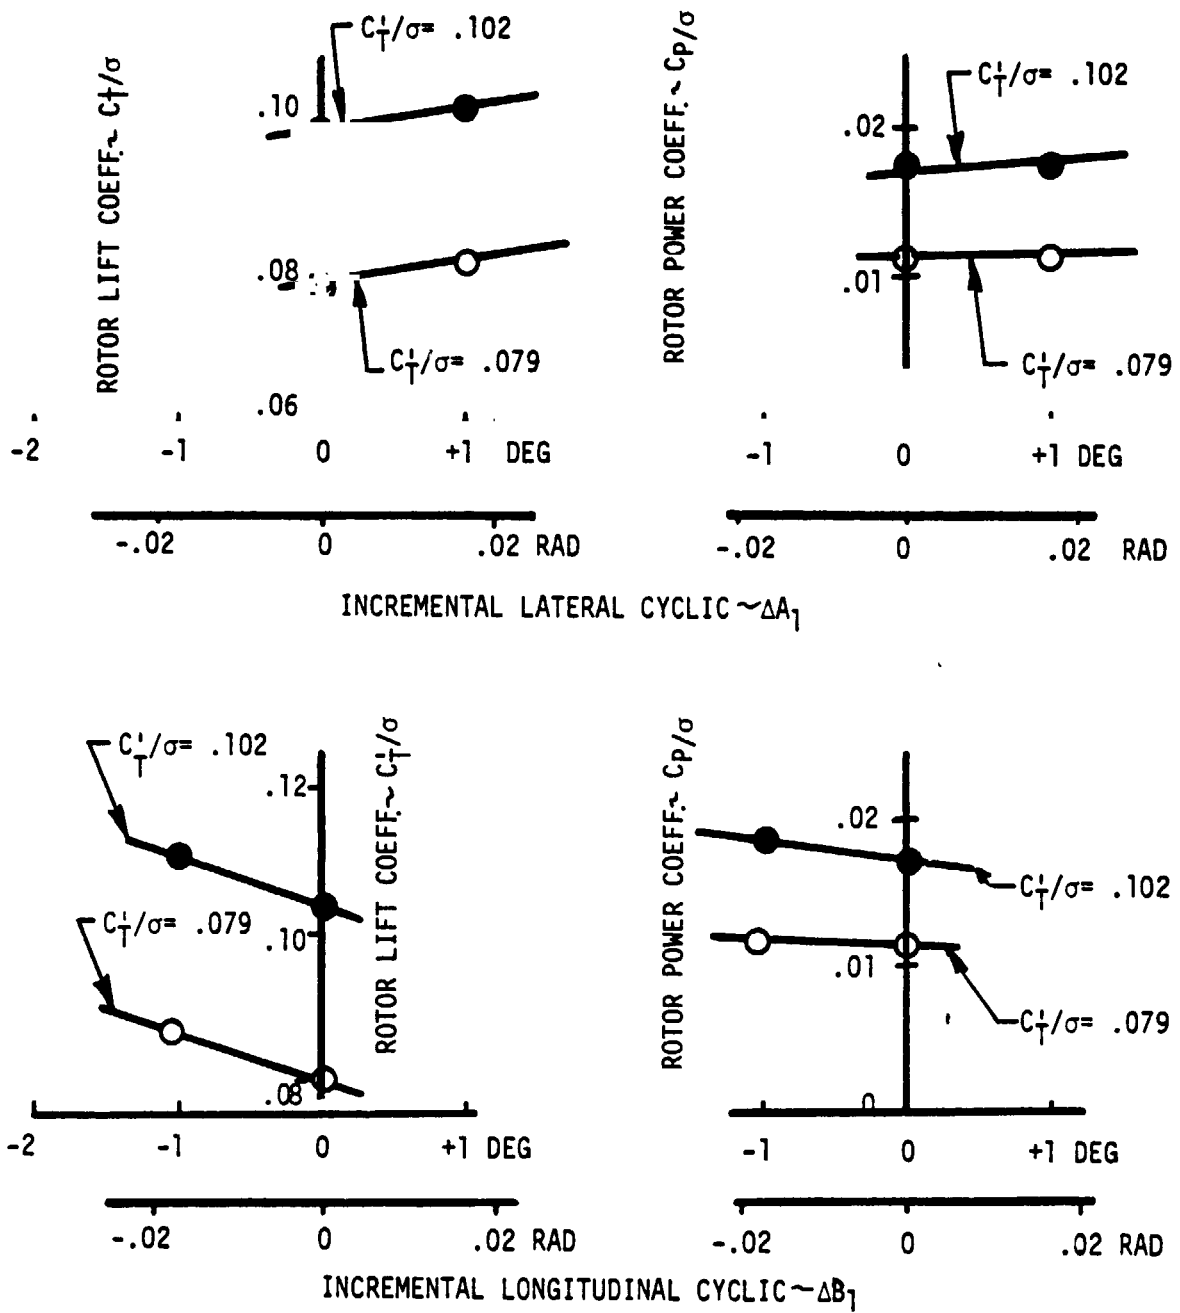 ROTOR LIFT COEFF.~ C'T/σ
C'T/σ= .102
.10
.08
C'T/σ= .079
.06
-2 -1 0 +1 DEG
-.02 0 .02 RAD
ROTOR POWER COEFF.~ CP/σ
C'T/σ= .102
.02
.01
C'T/σ= .079
-1 0 +1 DEG
-.02 0 .02 RAD
INCREMENTAL LATERAL CYCLIC ~ ΔA1
C'T/σ= .102
.12
ROTOR LIFT COEFF.~ C'T/σ
C'T/σ= .079
.10
.08
-2 -1 0 +1 DEG
-.02 0 .02 RAD
ROTOR POWER COEFF.~ CP/σ
.02
C'T/σ= .102
.01
C'T/σ= .079
0
-1 0 +1 DEG
-.02 0 .02 RAD
INCREMENTAL LONGITUDINAL CYCLIC ~ ΔB1